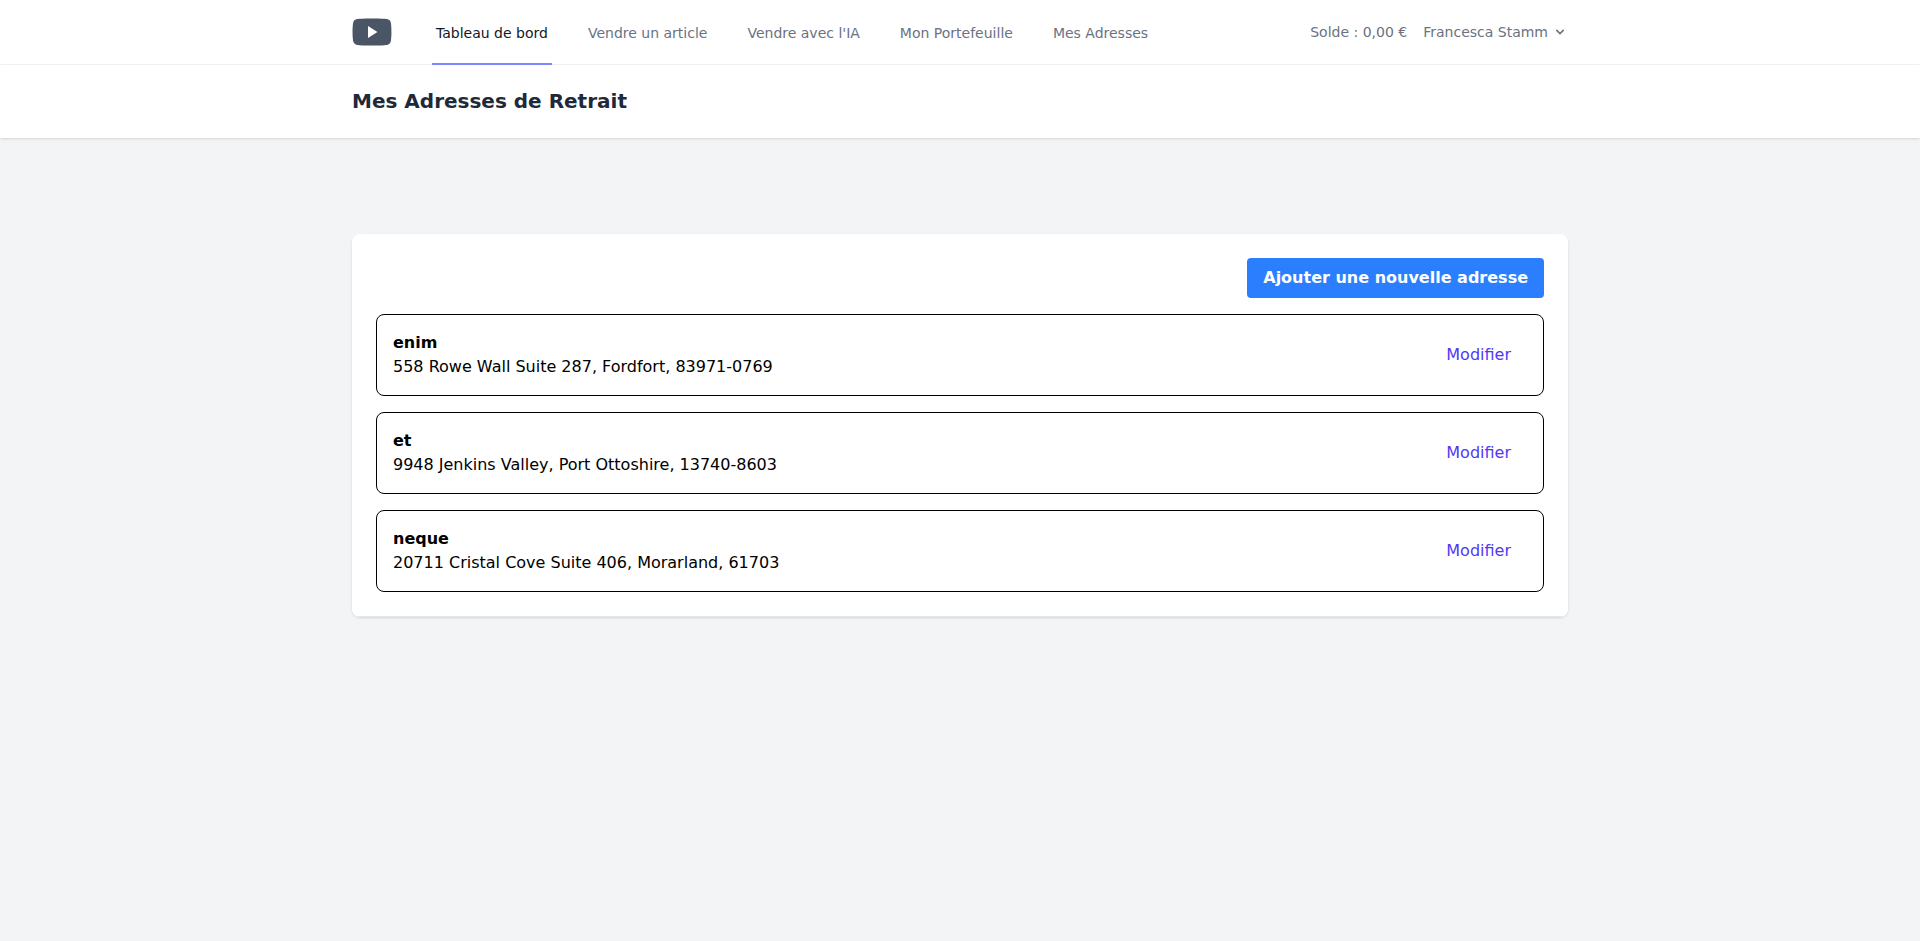 Tableau de bord Vendre un article Vendre avec l'IA Mon Portefeuille Mes Adresses Solde : 0,00 € Francesca Stamm
Mes Adresses de Retrait
Ajouter une nouvelle adresse
enim
558 Rowe Wall Suite 287, Fordfort, 83971-0769
Modifier
et
9948 Jenkins Valley, Port Ottoshire, 13740-8603
Modifier
neque
20711 Cristal Cove Suite 406, Morarland, 61703
Modifier